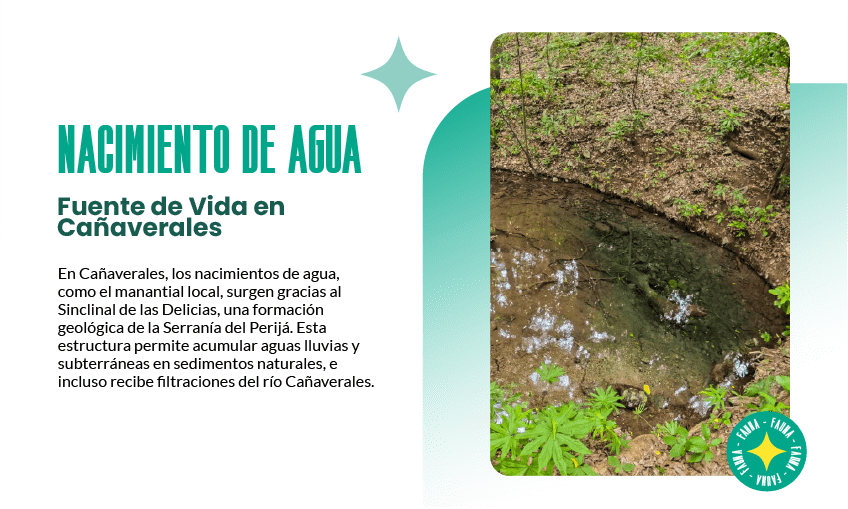 NACIMIENTO DE AGUA
Fuente de Vida en
Cañaverales
En Cañaverales, los nacimientos de agua,
como el manantial local, surgen gracias al
Sinclinal de las Delicias, una formación
geológica de la Serranía del Perijá. Esta
estructura permite acumular aguas lluvias y
subterráneas en sedimentos naturales, e
incluso recibe filtraciones del río Cañaverales.
FAUNA - FAUNA - FAUNA - FAUNA - FAUNA -